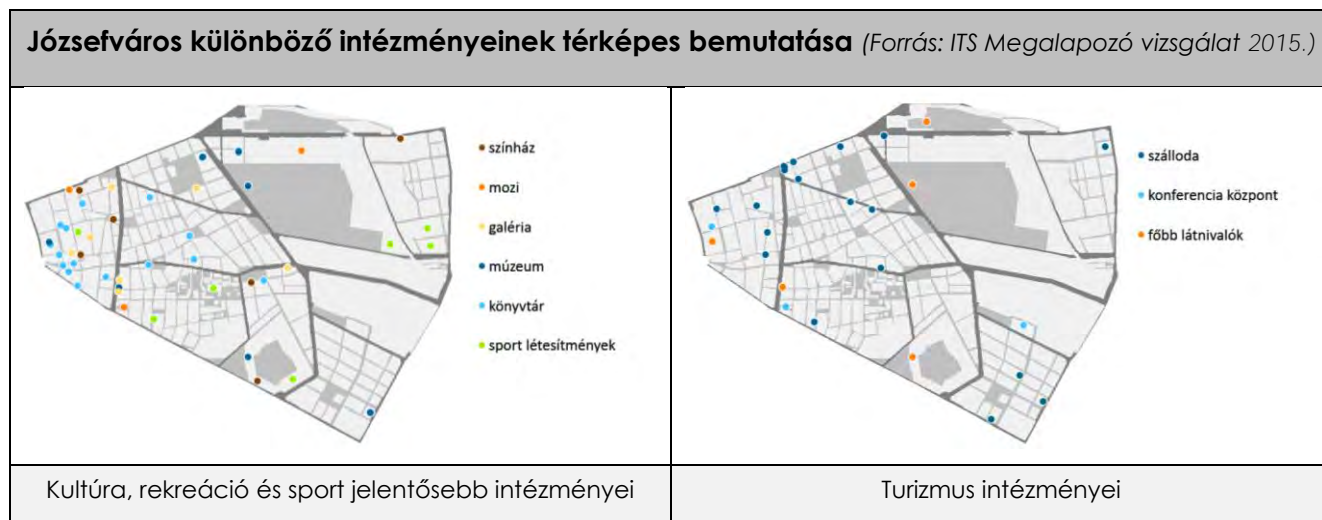 Józsefváros különböző intézményeinek térképes bemutatása (Forrás: ITS Megalapozó vizsgálat 2015.)
színház
mozi
galéria
múzeum
könyvtár
sport létesítmények
szálloda
konferencia központ
főbb látnivalók
Kultúra, rekreáció és sport jelentősebb intézményei
Turizmus intézményei